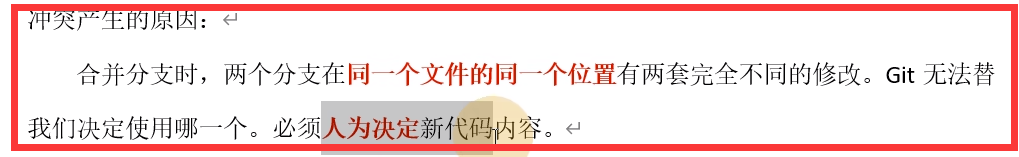 冲突产生的原因：
合并分支时，两个分支在同一个文件的同一个位置有两套完全不同的修改。Git 无法替
我们决定使用哪一个。必须人为决定新代码内容。